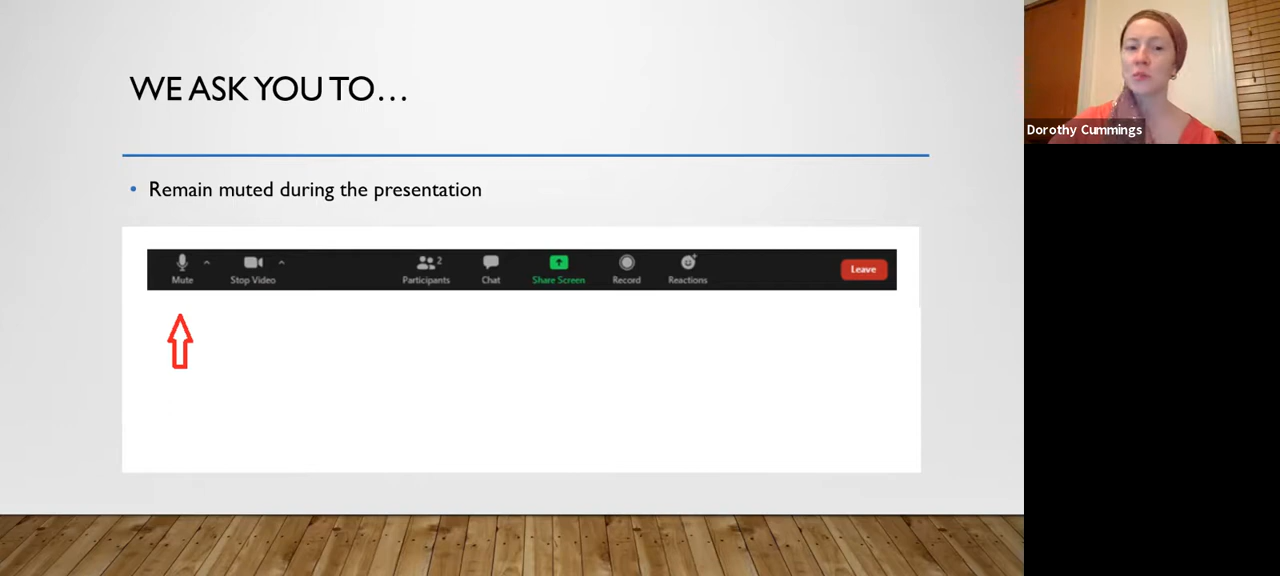 WE ASK YOU TO…
• Remain muted during the presentation
Mute Stop Video Participants 2 Chat Share Screen Record Reactions Leave
Dorothy Cummings